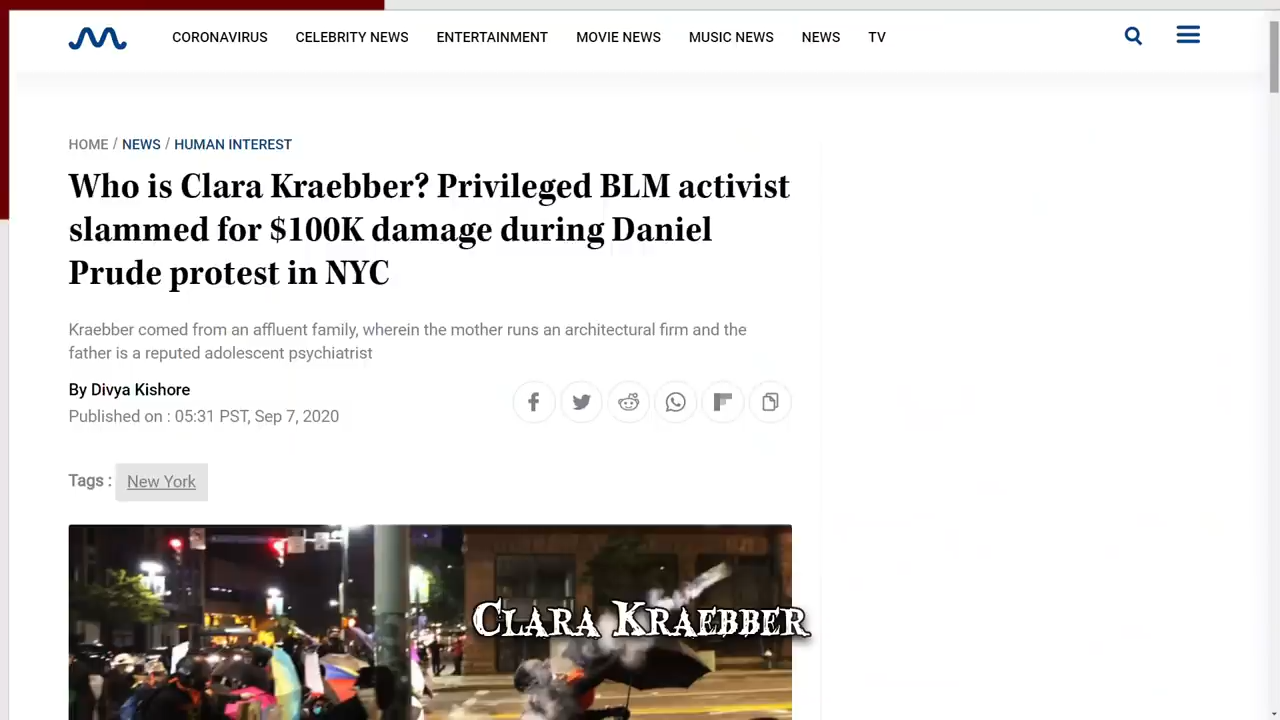 CORONAVIRUS CELEBRITY NEWS ENTERTAINMENT MOVIE NEWS MUSIC NEWS NEWS TV
HOME / NEWS / HUMAN INTEREST
Who is Clara Kraebber? Privileged BLM activist
slammed for $100K damage during Daniel
Prude protest in NYC
Kraebber comed from an affluent family, wherein the mother runs an architectural firm and the
father is a reputed adolescent psychiatrist
By Divya Kishore
Published on : 05:31 PST, Sep 7, 2020
Tags : New York
CLARA KRAEBBER